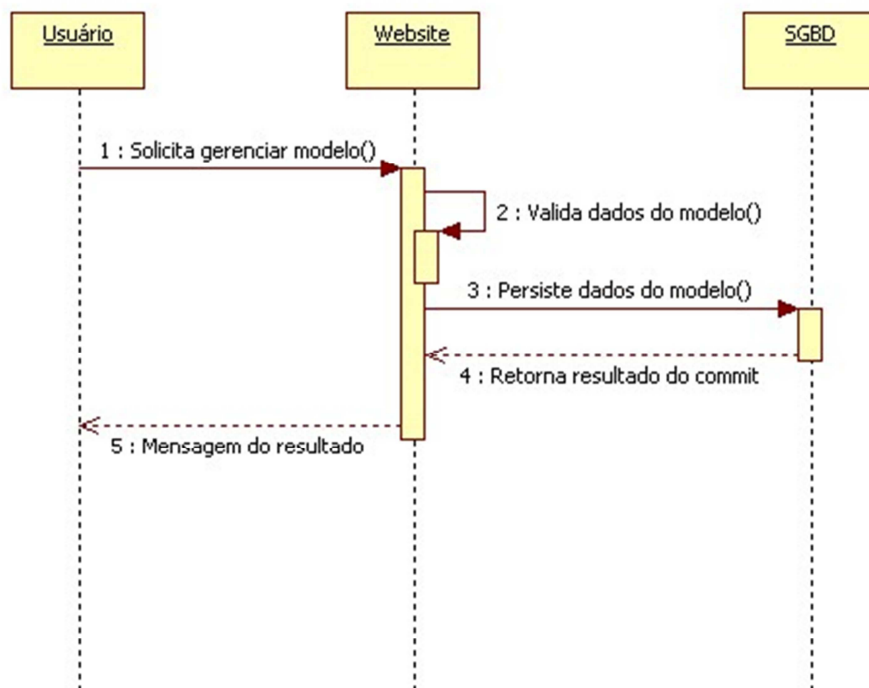 Usuário
Website
SGBD
1 : Solicita gerenciar modelo()
2 : Valida dados do modelo()
3 : Persiste dados do modelo()
4 : Retorna resultado do commit
5 : Mensagem do resultado